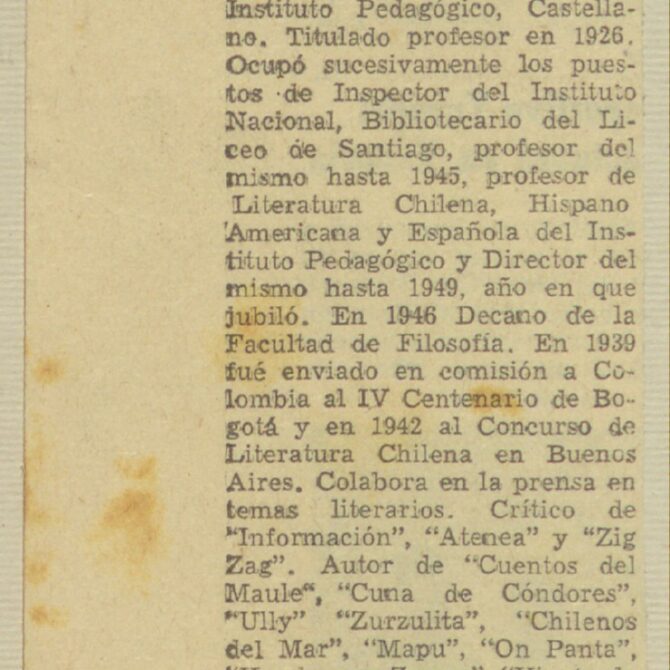 Instituto Pedagógico, Castella-
no. Titulado profesor en 1926.
Ocupó sucesivamente los pues-
tos de Inspector del Instituto
Nacional, Bibliotecario del Li-
ceo de Santiago, profesor del
mismo hasta 1945, profesor de
Literatura Chilena, Hispano
Americana y Española del Ins-
tituto Pedagógico y Director del
mismo hasta 1949, año en que
jubiló. En 1946 Decano de la
Facultad de Filosofía. En 1939
fué enviado en comisión a Co-
lombia al IV Centenario de Bo-
gotá y en 1942 al Concurso de
Literatura Chilena en Buenos
Aires. Colabora en la prensa en
temas literarios. Crítico de
"Información", "Atenea" y "Zig
Zag". Autor de "Cuentos del
Maule", "Cuna de Cóndores",
"Ully" "Zurzulita", "Chilenos
del Mar", "Mapu", "On Panta",